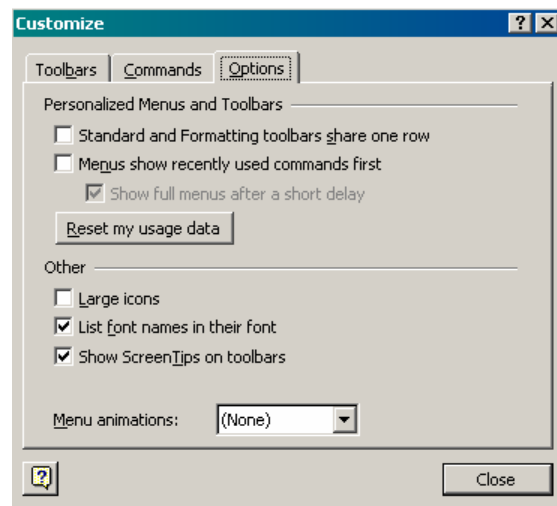 Customize
Toolbars Commands Options
Personalized Menus and Toolbars
Standard and Formatting toolbars share one row
Menus show recently used commands first
Show full menus after a short delay
Reset my usage data
Other
Large icons
List font names in their font
Show ScreenTips on toolbars
Menu animations: (None)
Close